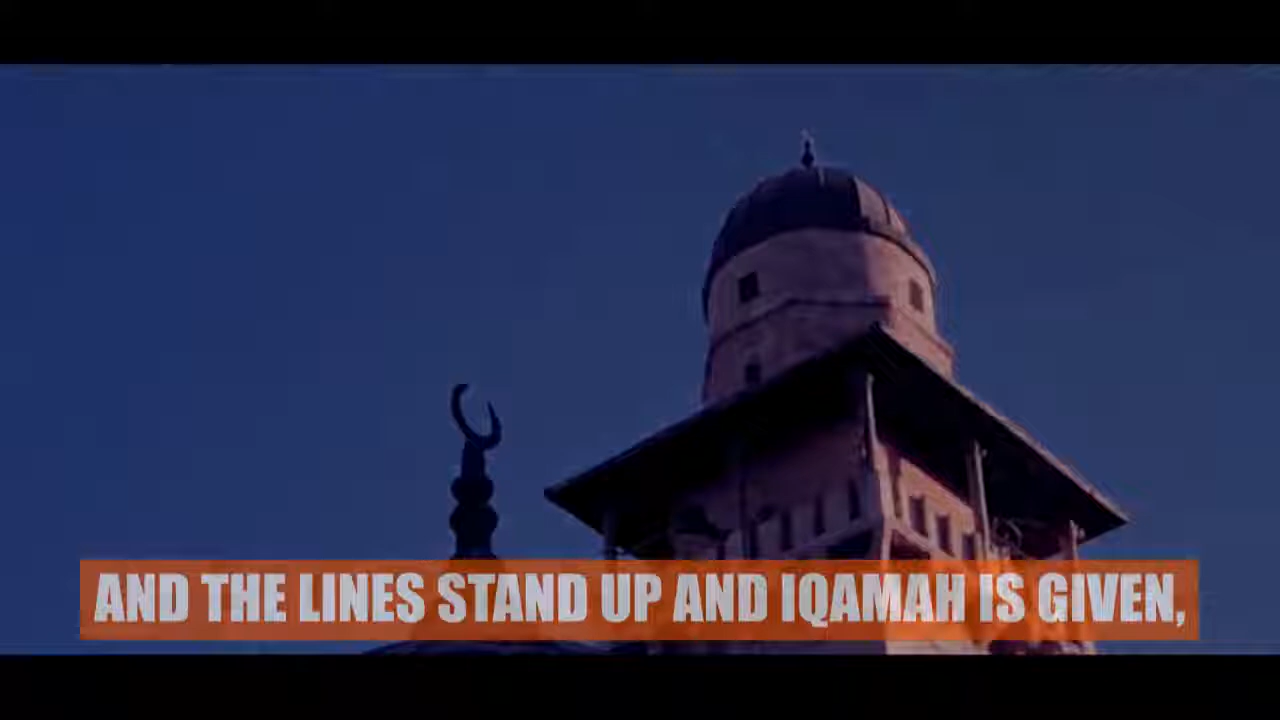 AND THE LINES STAND UP AND IQAMAH IS GIVEN,